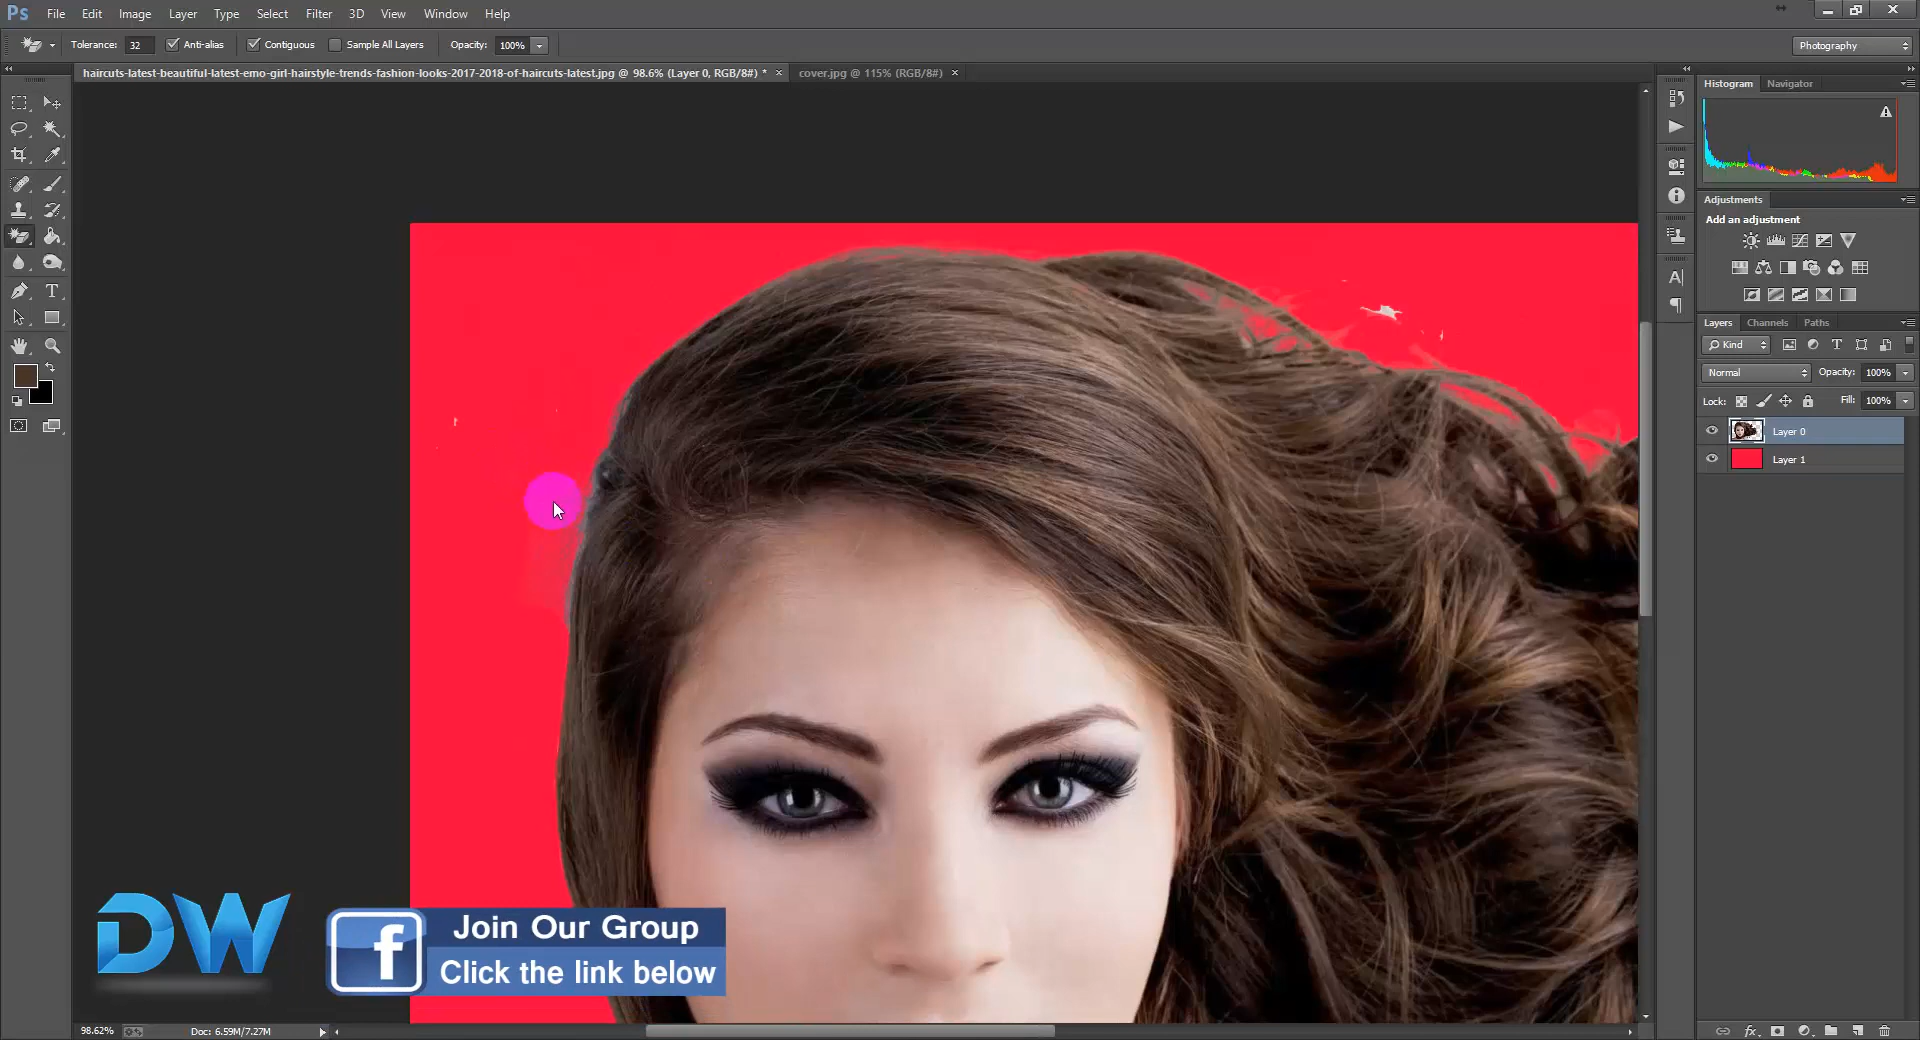 Ps File Edit Image Layer Type Select Filter 3D View Window Help
Tolerance: 32 Anti-alias Contiguous Sample All Layers Opacity: 100% Photography
haircuts-latest-beautiful-latest-emo-girl-hairstyle-trends-fashion-looks-2017-2018-of-haircuts-latest.jpg @ 98.6% (Layer 0, RGB/8#) * cover.jpg @ 115% (RGB/8#)
Histogram Navigator
Adjustments
Add an adjustment
Layers Channels Paths
Kind
Normal Opacity: 100%
Lock: Fill: 100%
Layer 0
Layer 1
DW
f
Join Our Group
Click the link below
98.62% Doc: 6.59M/7.27M